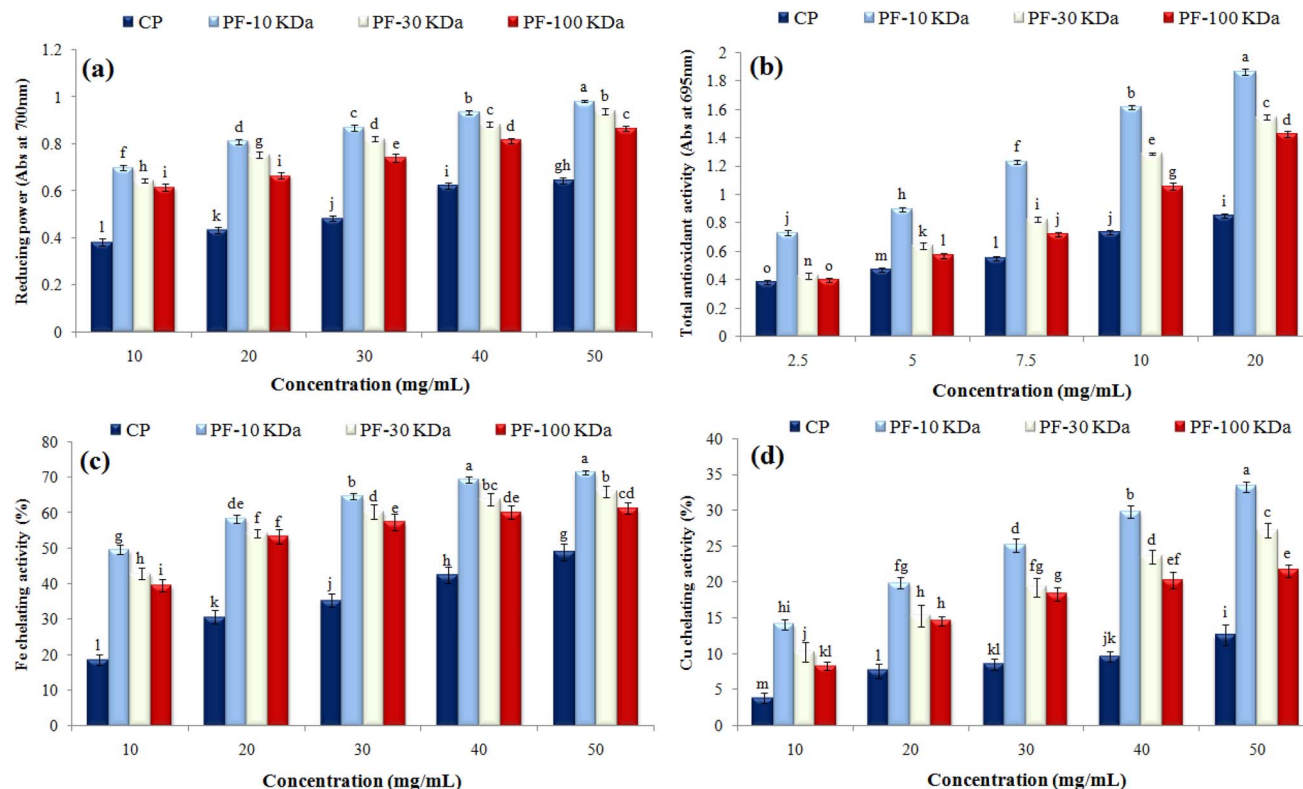 CP PF-10 KDa PF-30 KDa PF-100 KDa
(a)
Reducing power (Abs at 700nm)
1.2
1
0.8
0.6
0.4
0.2
0
l f h i
k d g i
j c d e
i b c d
gh a b c
10 20 30 40 50
Concentration (mg/mL)
CP PF-10 KDa PF-30 KDa PF-100 KDa
(b)
Total antioxidant activity (Abs at 695nm)
2
1.8
1.6
1.4
1.2
1
0.8
0.6
0.4
0.2
0
o j n o
m h k l
l f i j
j b e g
i a c d
2.5 5 7.5 10 20
Concentration (mg/mL)
CP PF-10 KDa PF-30 KDa PF-100 KDa
(c)
Fe chelating activity (%)
80
70
60
50
40
30
20
10
0
l g h i
k de f f
j b d e
h a bc de
g a b cd
10 20 30 40 50
Concentration (mg/mL)
CP PF-10 KDa PF-30 KDa PF-100 KDa
(d)
Cu chelating activity (%)
40
35
30
25
20
15
10
5
0
m hi j kl
l fg h h
kl d fg g
jk b d ef
i a c e
10 20 30 40 50
Concentration (mg/mL)